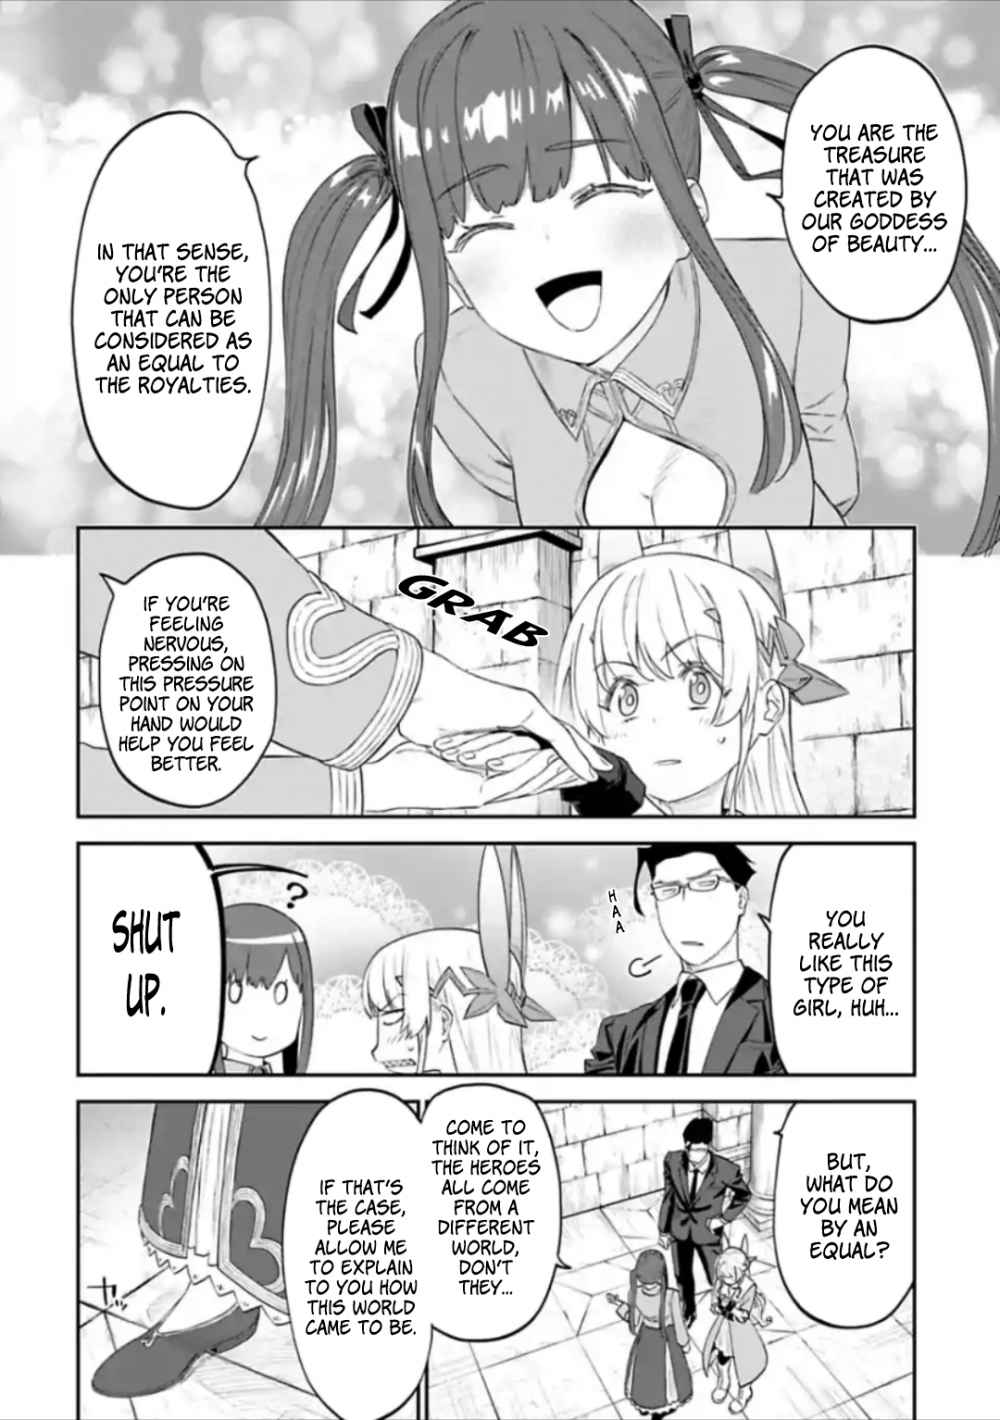 YOU ARE THE
TREASURE
THAT WAS
CREATED BY
OUR GODDESS
OF BEAUTY...
IN THAT SENSE,
YOU'RE THE
ONLY PERSON
THAT CAN BE
CONSIDERED AS
AN EQUAL TO
THE ROYALTIES.
GRAB
IF YOU'RE
FEELING
NERVOUS,
PRESSING ON
THIS PRESSURE
POINT ON YOUR
HAND WOULD
HELP YOU FEEL
BETTER.
YOU
REALLY
LIKE THIS
TYPE OF
GIRL, HUH...
HAA
?
SHUT
UP.
BUT,
WHAT DO
YOU MEAN
BY AN
EQUAL?
COME TO
THINK OF IT,
THE HEROES
ALL COME
FROM A
DIFFERENT
WORLD,
DON'T
THEY...
IF THAT'S
THE CASE,
PLEASE
ALLOW ME
TO EXPLAIN
TO YOU HOW
THIS WORLD
CAME TO BE.